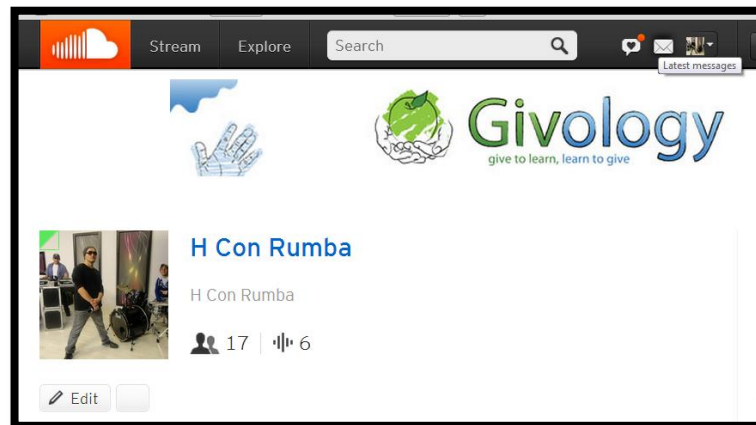 Stream Explore Search
Latest messages
Givology
give to learn, learn to give
H Con Rumba
H Con Rumba
17 6
Edit